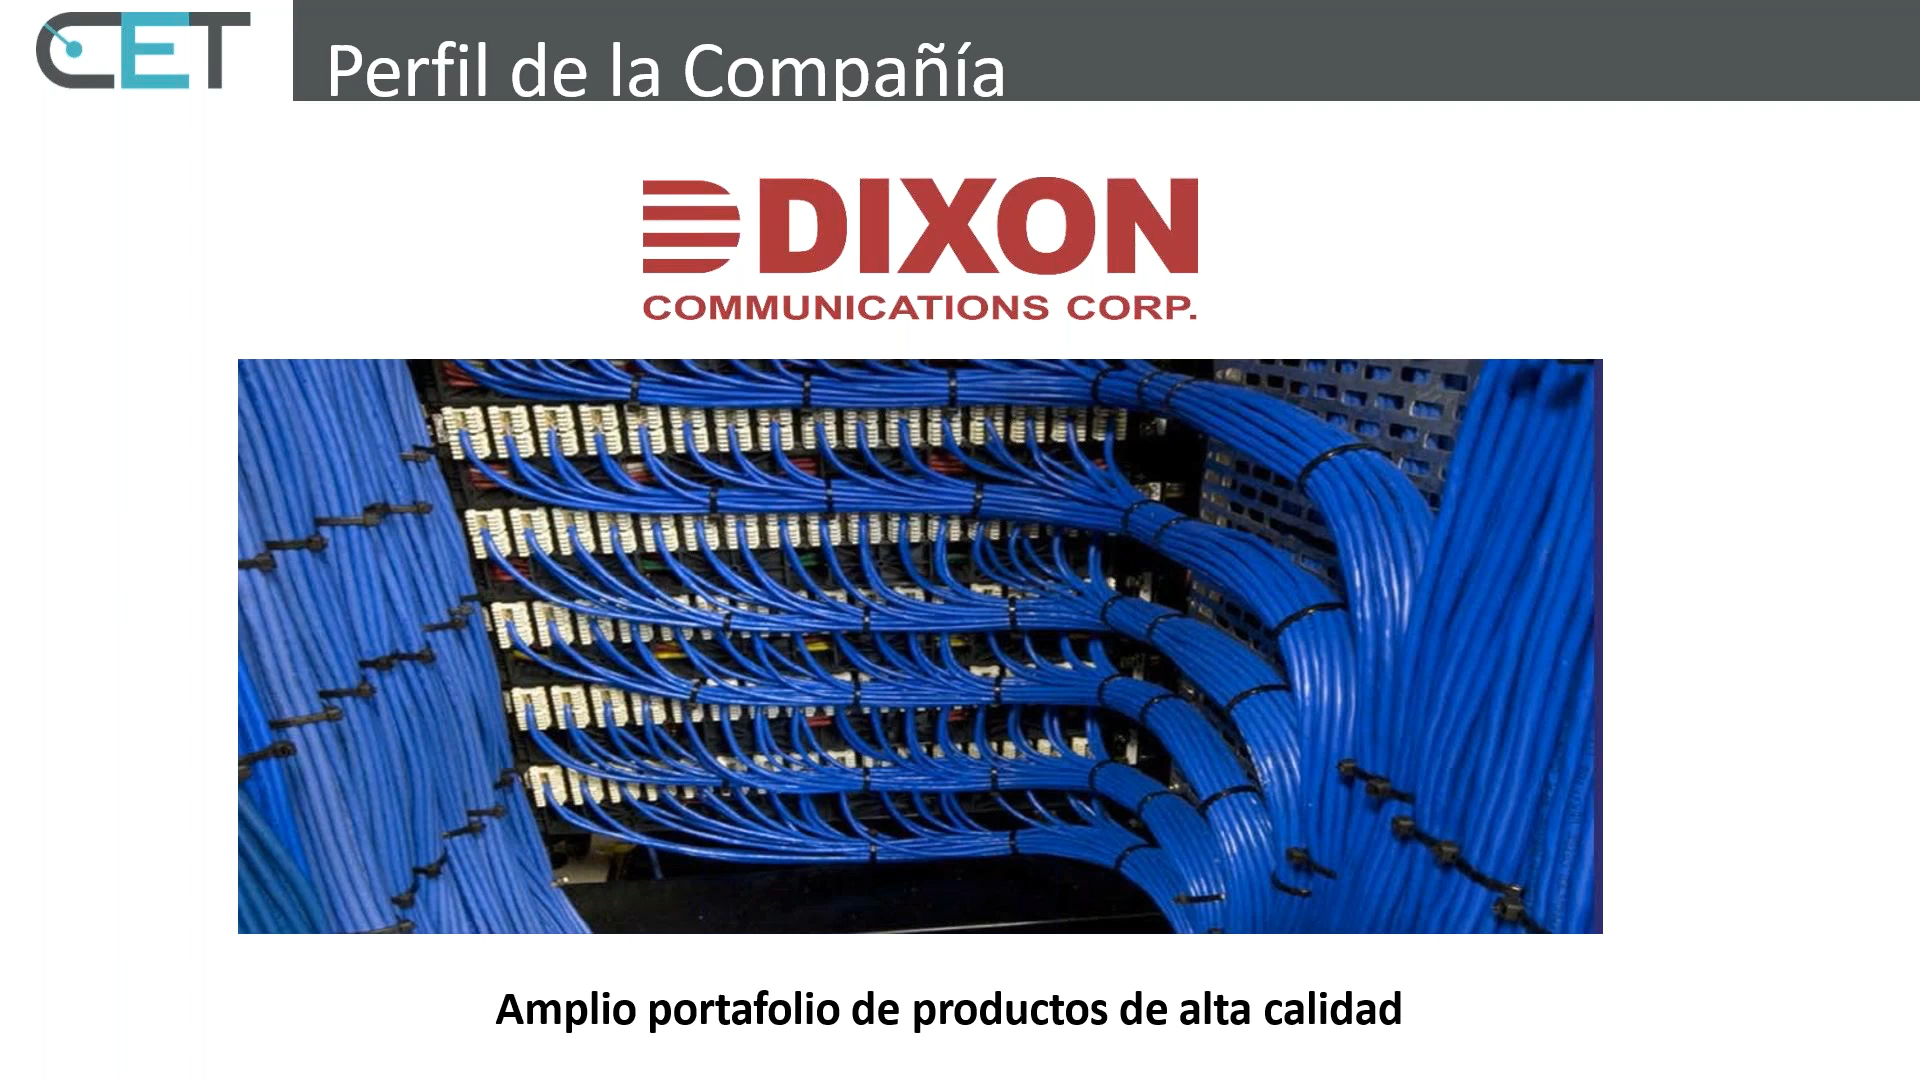 CET
Perfil de la Compañía
DIXON
COMMUNICATIONS CORP.
Amplio portafolio de productos de alta calidad